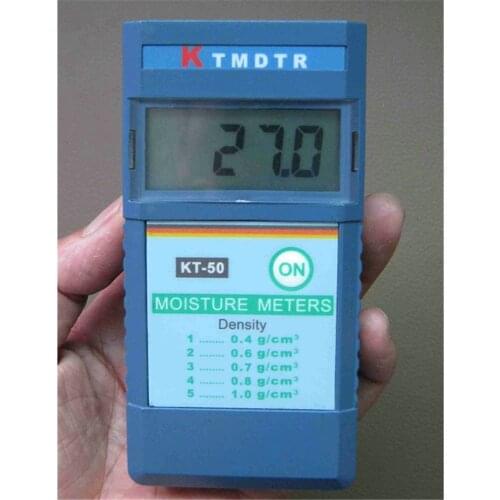 K TMDTR
27.0
KT-50 ON
MOISTURE METERS
Density
1 ........ 0.4 g/cm³
2 ........ 0.6 g/cm³
3 ........ 0.7 g/cm³
4 ........ 0.8 g/cm³
5 ........ 1.0 g/cm³